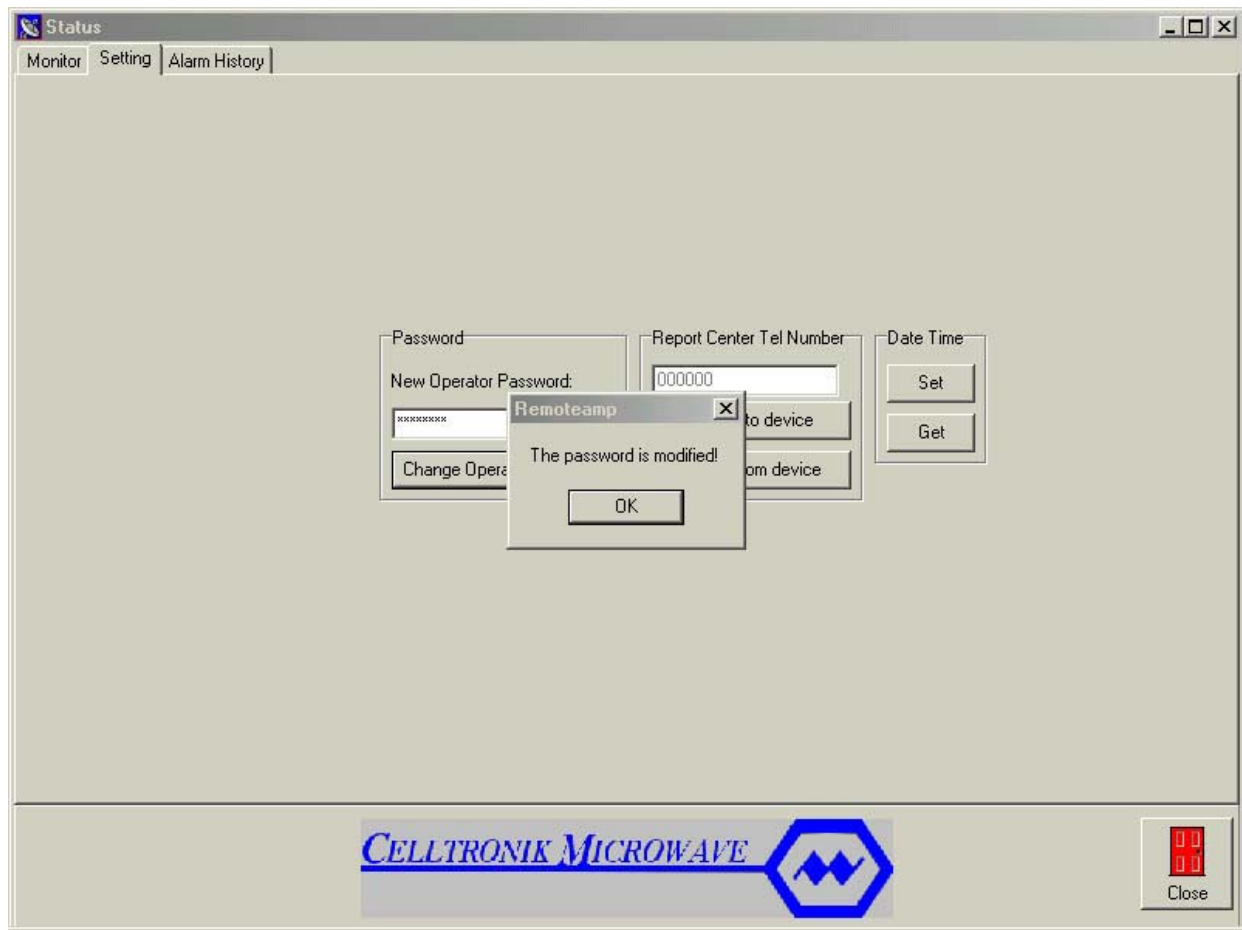 Status
Monitor Setting Alarm History
Password
New Operator Password:
xxxxxxxx
Change Opera
Report Center Tel Number
000000
to device
om device
Date Time
Set
Get
Remoteamp
The password is modified!
OK
CELLTRONIK MICROWAVE
Close